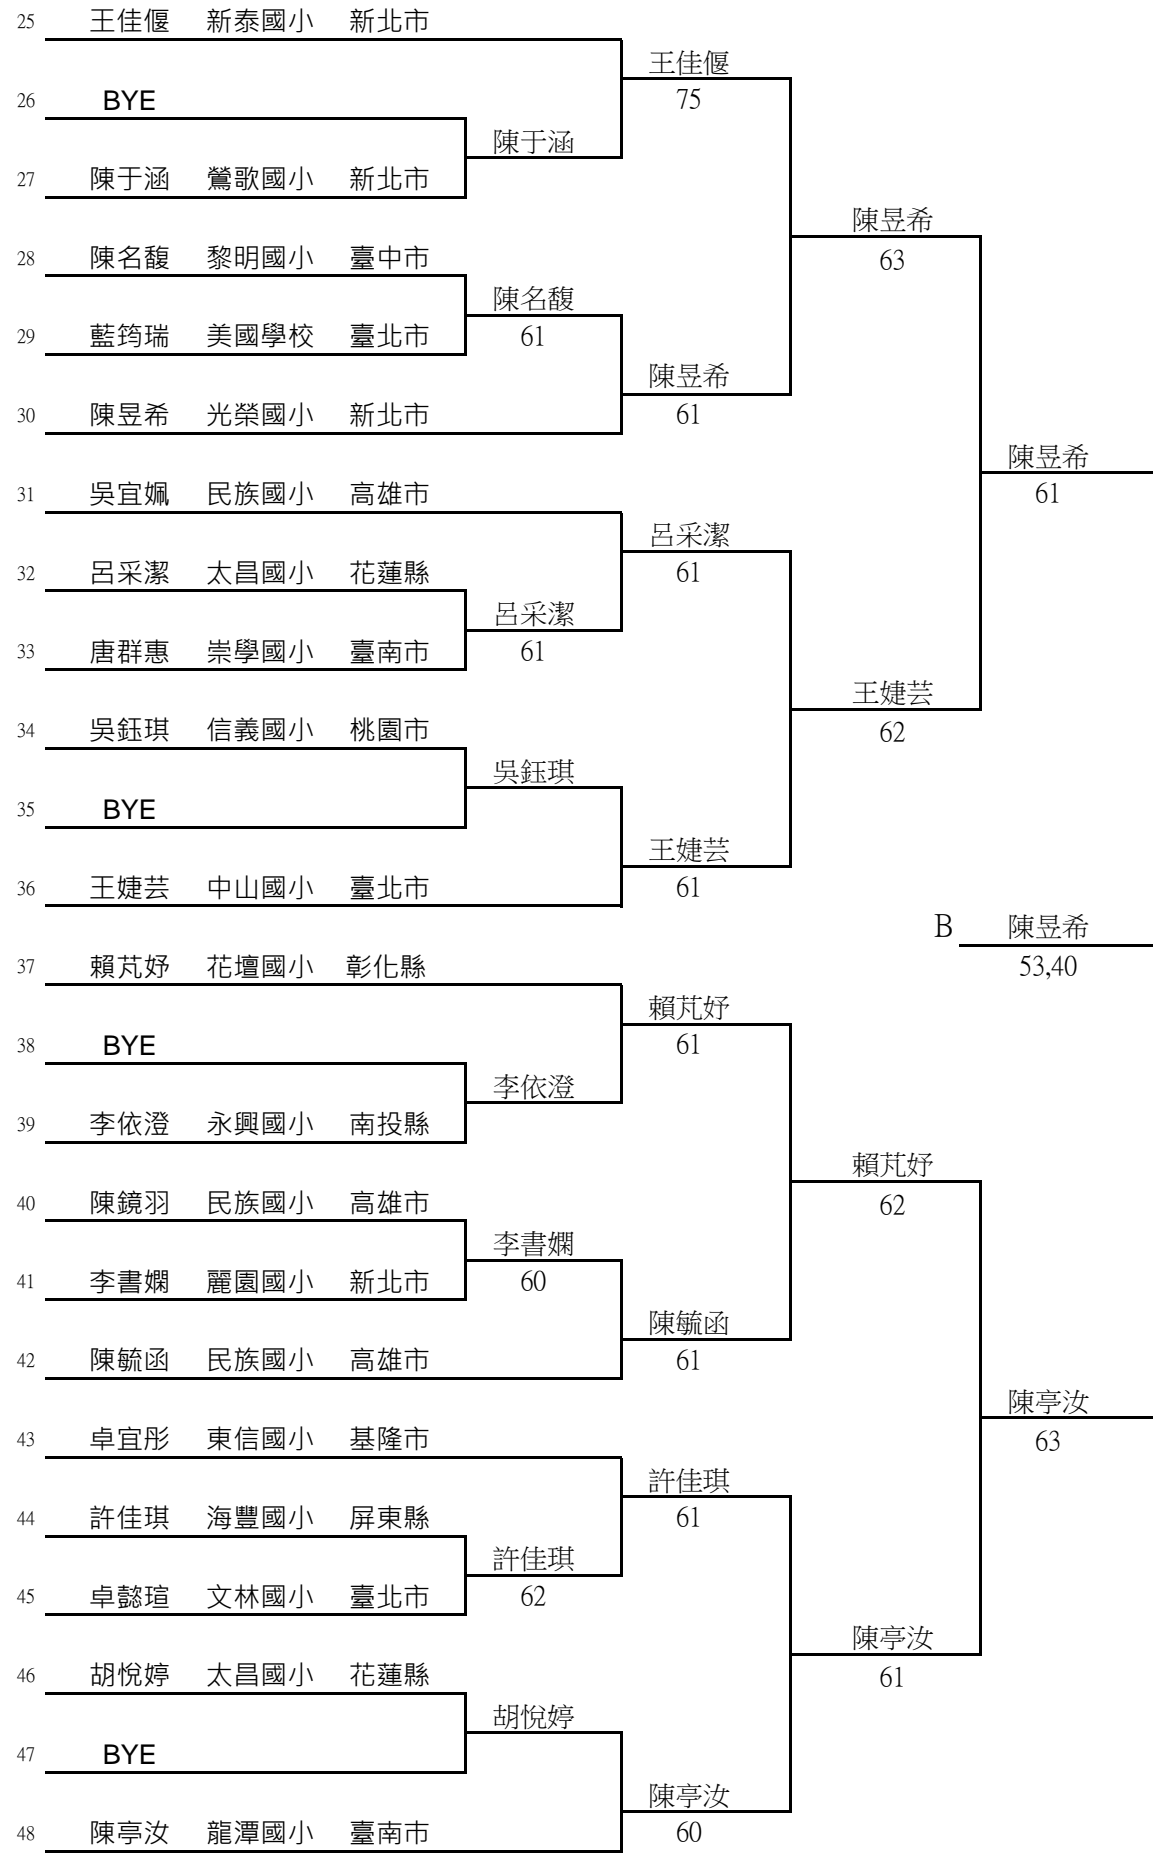 25 王佳偃 新泰國小 新北市
王佳偃
26 BYE
75
陳于涵
27 陳于涵 鶯歌國小 新北市
陳昱希
28 陳名馥 黎明國小 臺中市
63
陳名馥
29 藍筠瑞 美國學校 臺北市
61
陳昱希
30 陳昱希 光榮國小 新北市
61
陳昱希
31 吳宜姵 民族國小 高雄市
61
呂采潔
32 呂采潔 太昌國小 花蓮縣
61
呂采潔
33 唐群惠 崇學國小 臺南市
61
王婕芸
34 吳鈺琪 信義國小 桃園市
62
吳鈺琪
35 BYE
王婕芸
36 王婕芸 中山國小 臺北市
61
B 陳昱希
37 賴芃妤 花壇國小 彰化縣
53,40
賴芃妤
38 BYE
61
李依澄
39 李依澄 永興國小 南投縣
賴芃妤
40 陳鏡羽 民族國小 高雄市
62
李書嫻
41 李書嫻 麗園國小 新北市
60
陳毓函
42 陳毓函 民族國小 高雄市
61
陳亭汝
43 卓宜彤 東信國小 基隆市
63
許佳琪
44 許佳琪 海豐國小 屏東縣
61
許佳琪
45 卓懿瑄 文林國小 臺北市
62
陳亭汝
46 胡悅婷 太昌國小 花蓮縣
61
胡悅婷
47 BYE
陳亭汝
48 陳亭汝 龍潭國小 臺南市
60